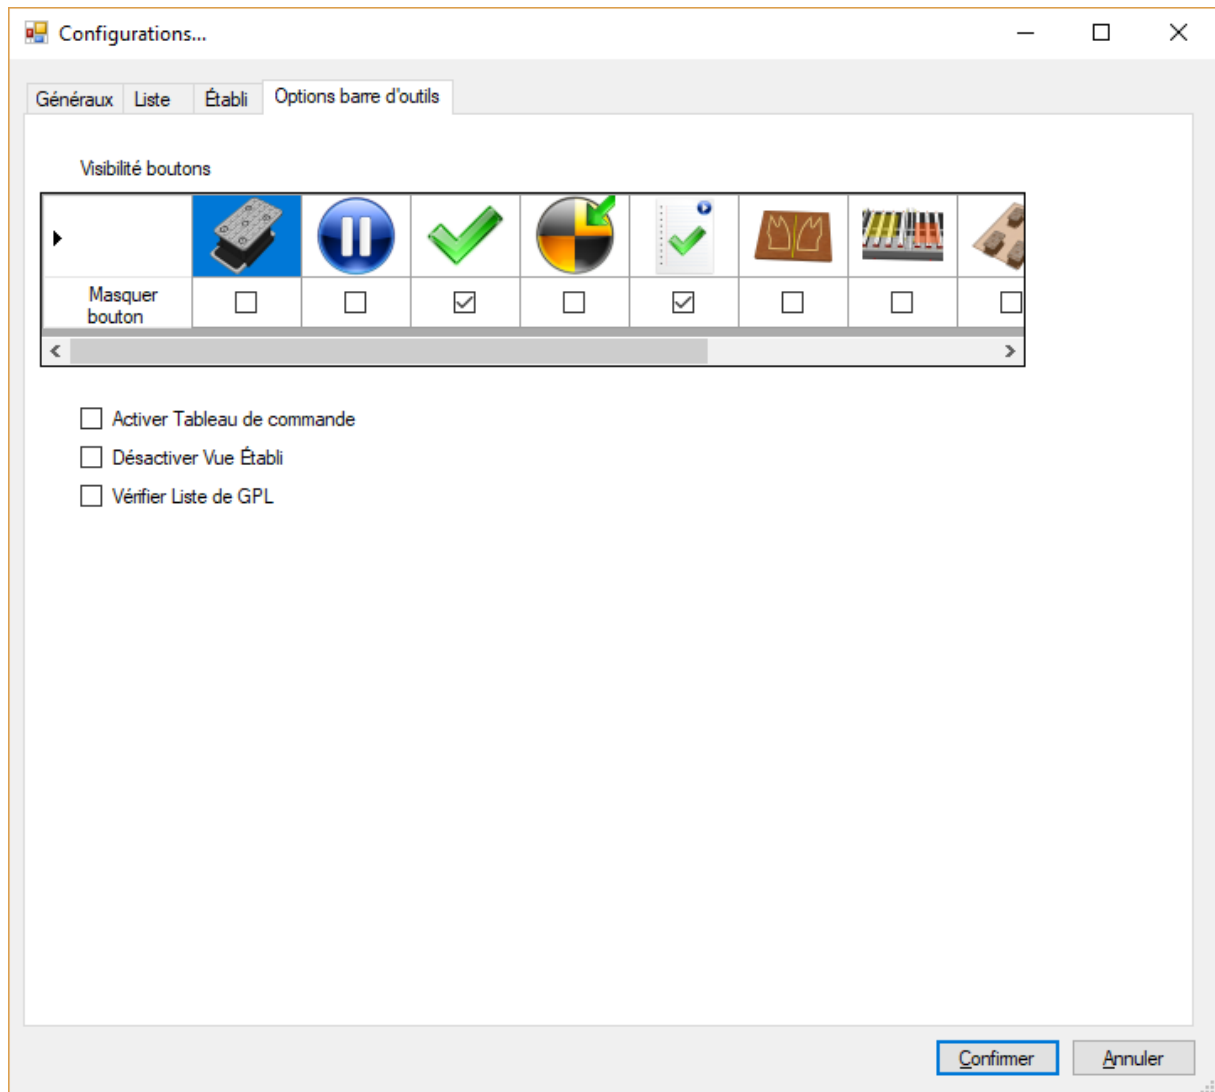 Configurations...
Généraux Liste Établi Options barre d'outils
Visibilité boutons
Masquer
bouton
Activer Tableau de commande
Désactiver Vue Établi
Vérifier Liste de GPL
Confirmer Annuler